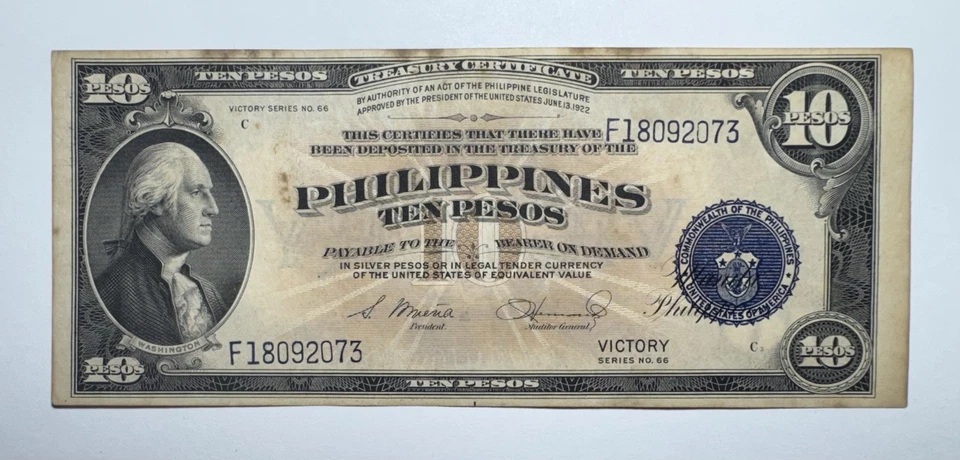 10 PESOS
TEN PESOS
TREASURY CERTIFICATE
TEN PESOS
10 PESOS
VICTORY SERIES NO. 66
C
BY AUTHORITY OF AN ACT OF THE PHILIPPINE LEGISLATURE
APPROVED BY THE PRESIDENT OF THE UNITED STATES JUNE 13, 1922
THIS CERTIFIES THAT THERE HAVE
BEEN DEPOSITED IN THE TREASURY OF THE
F18092073
PHILIPPINES
TEN PESOS
PAYABLE TO THE BEARER ON DEMAND
IN SILVER PESOS OR IN LEGAL TENDER CURRENCY
OF THE UNITED STATES OF EQUIVALENT VALUE
10
COMMONWEALTH OF THE PHILIPPINES
UNITED STATES OF AMERICA
S. Osmeña
President.
Auditor General
VICTORY
SERIES NO. 66
C
WASHINGTON
F18092073
10 PESOS
TEN PESOS
10 PESOS